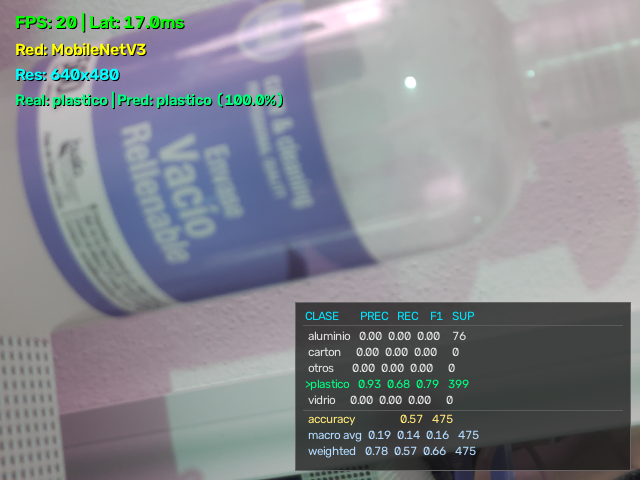 FPS: 20 | Lat: 17.0ms
Red: MobileNetV3
Res: 640x480
Real: plastico | Pred: plastico (100.0%)
& cleaning
Envase
Vacío
Rellenable
CLASE PREC REC F1 SUP
aluminio 0.00 0.00 0.00 76
carton 0.00 0.00 0.00 0
otros 0.00 0.00 0.00 0
>plastico 0.93 0.68 0.79 399
vidrio 0.00 0.00 0.00 0
accuracy 0.57 475
macro avg 0.19 0.14 0.16 475
weighted 0.78 0.57 0.66 475